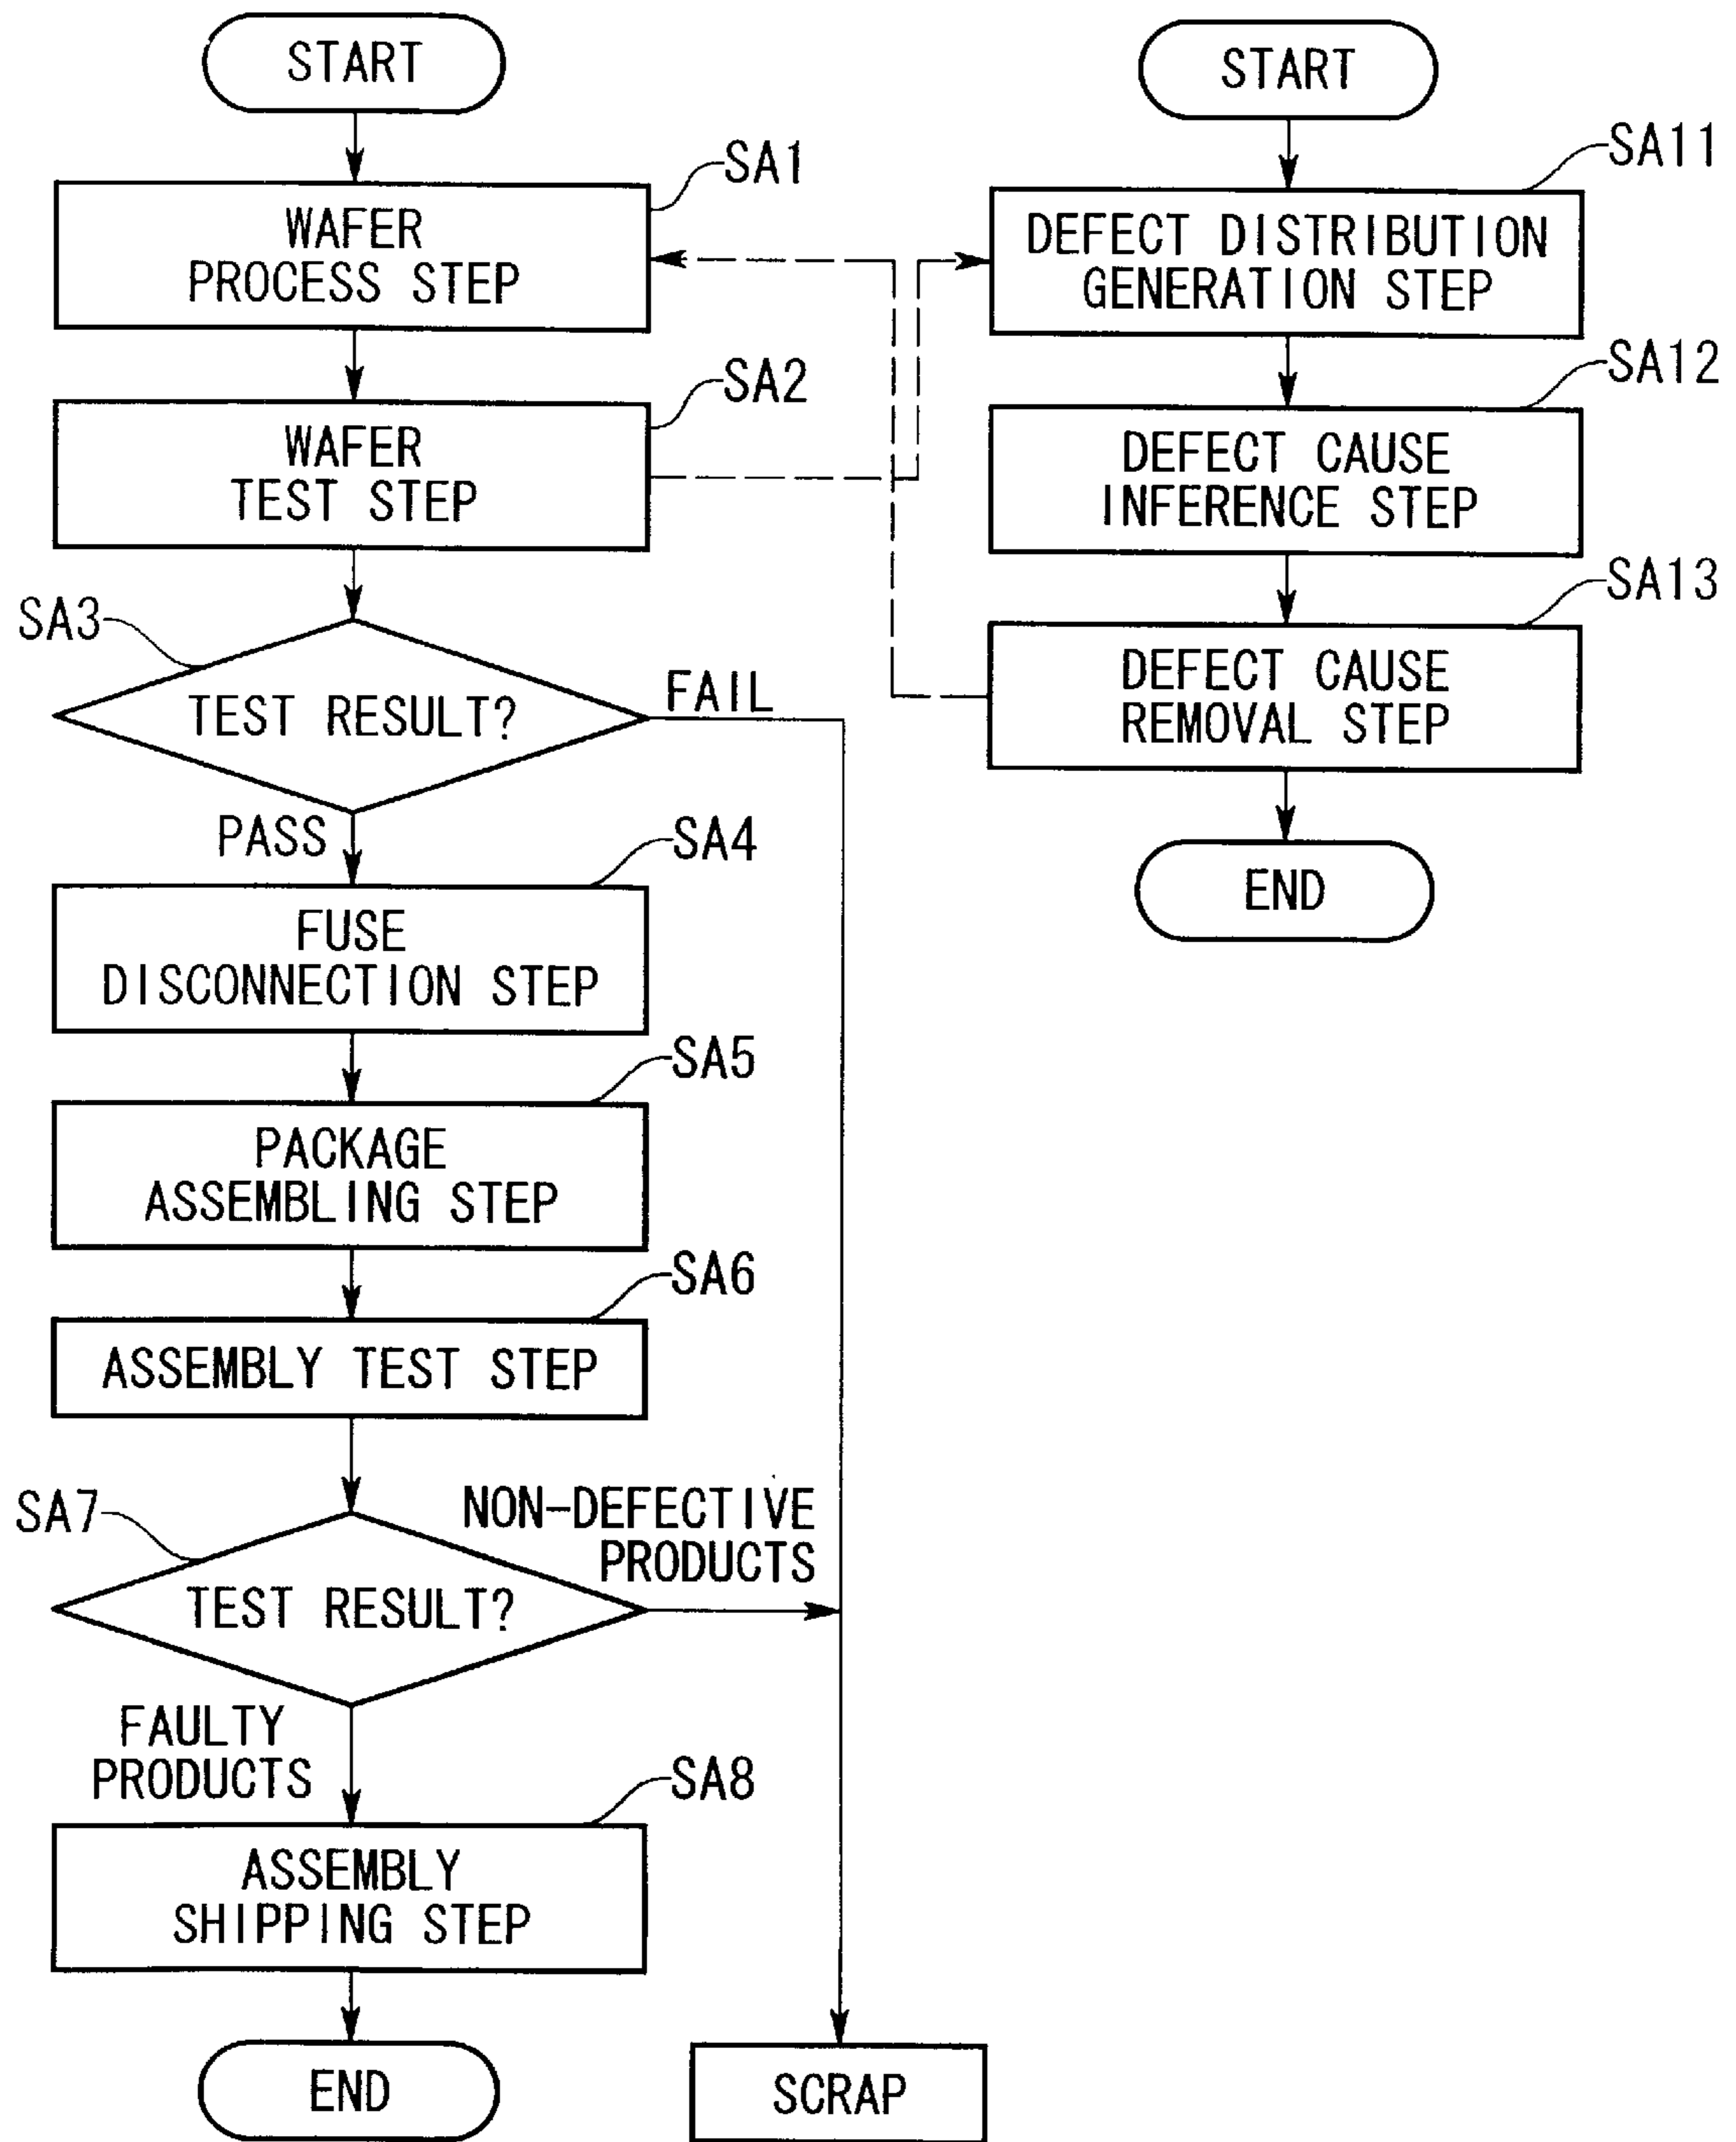 START
SA1
WAFER
PROCESS STEP
SA2
WAFER
TEST STEP
SA3
TEST RESULT?
FAIL
PASS
SA4
FUSE
DISCONNECTION STEP
SA5
PACKAGE
ASSEMBLING STEP
SA6
ASSEMBLY TEST STEP
SA7
TEST RESULT?
NON-DEFECTIVE
PRODUCTS
FAULTY
PRODUCTS
SA8
ASSEMBLY
SHIPPING STEP
END
SCRAP
START
SA11
DEFECT DISTRIBUTION
GENERATION STEP
SA12
DEFECT CAUSE
INFERENCE STEP
SA13
DEFECT CAUSE
REMOVAL STEP
END